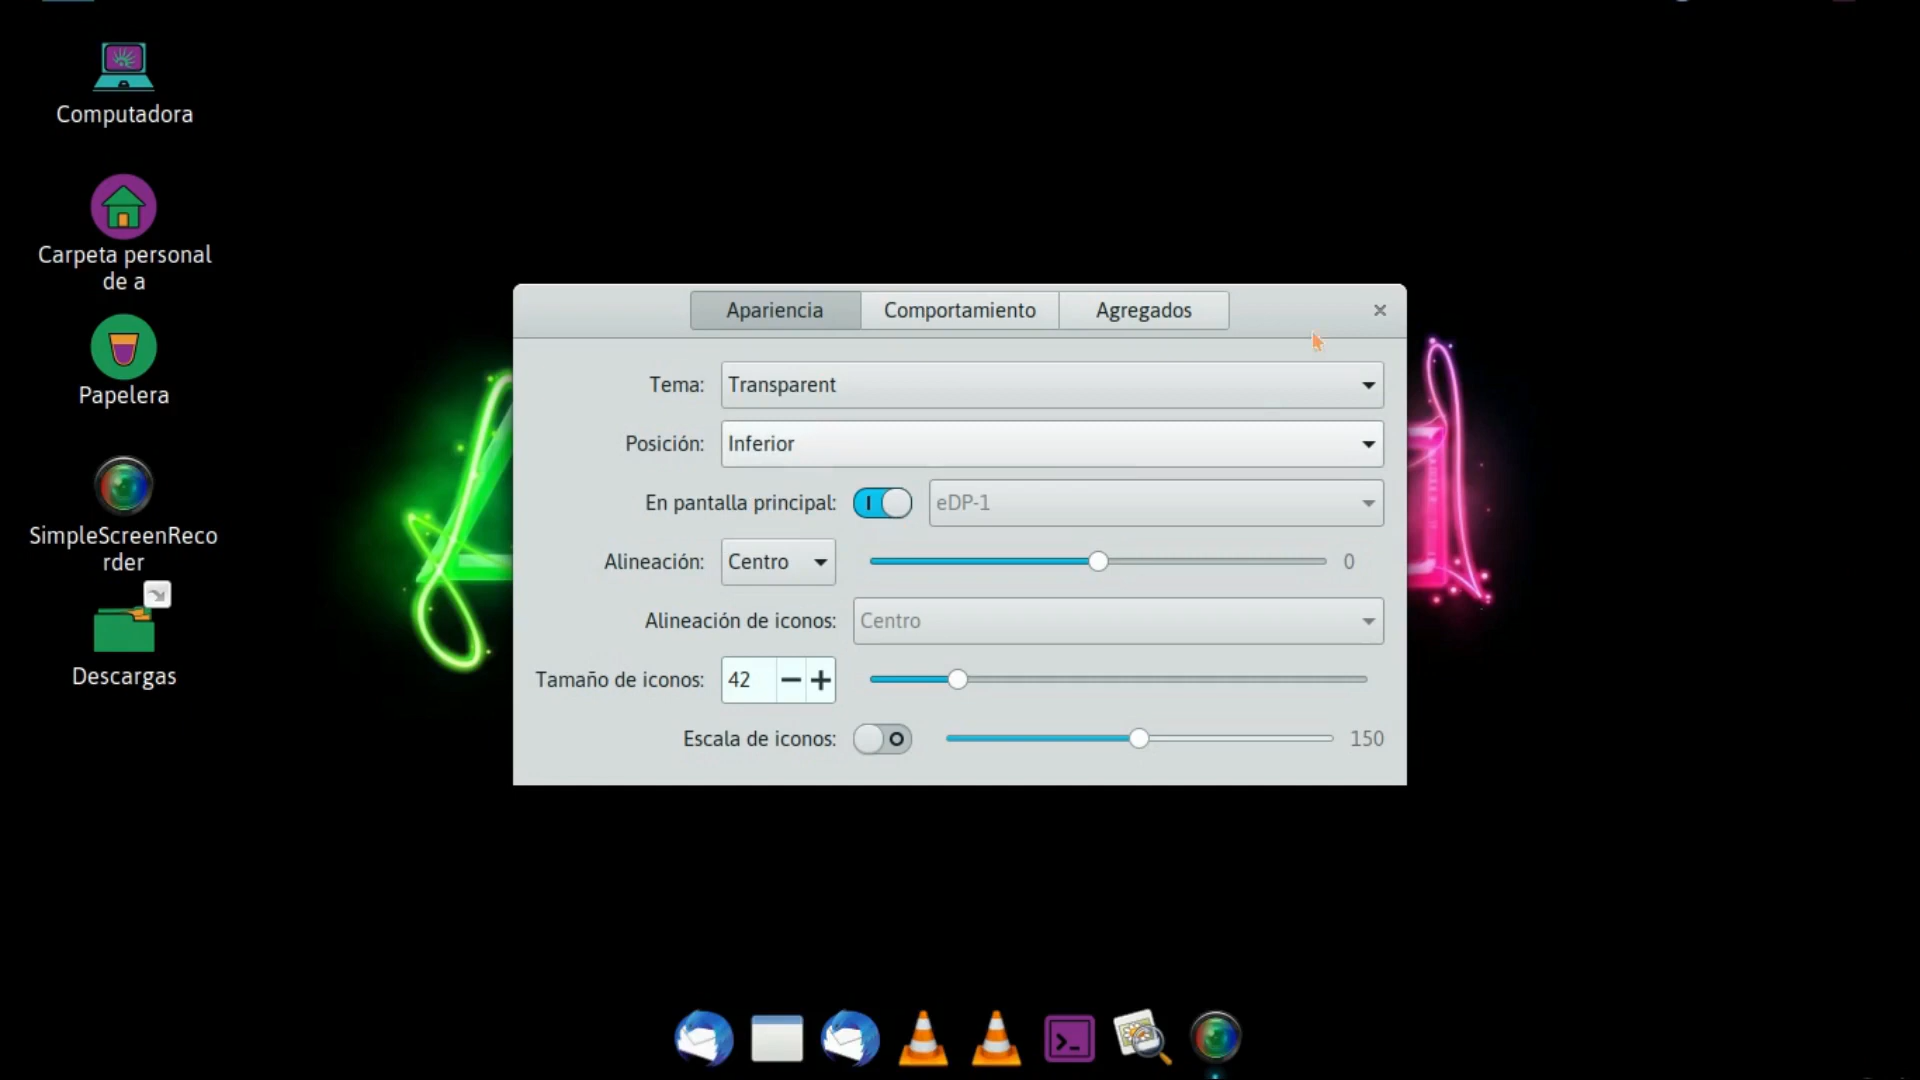 Computadora
Carpeta personal
de a
Papelera
SimpleScreenReco
rder
Descargas
Apariencia Comportamiento Agregados
Tema: Transparent
Posición: Inferior
En pantalla principal: eDP-1
Alineación: Centro 0
Alineación de iconos: Centro
Tamaño de iconos: 42
Escala de iconos: 150